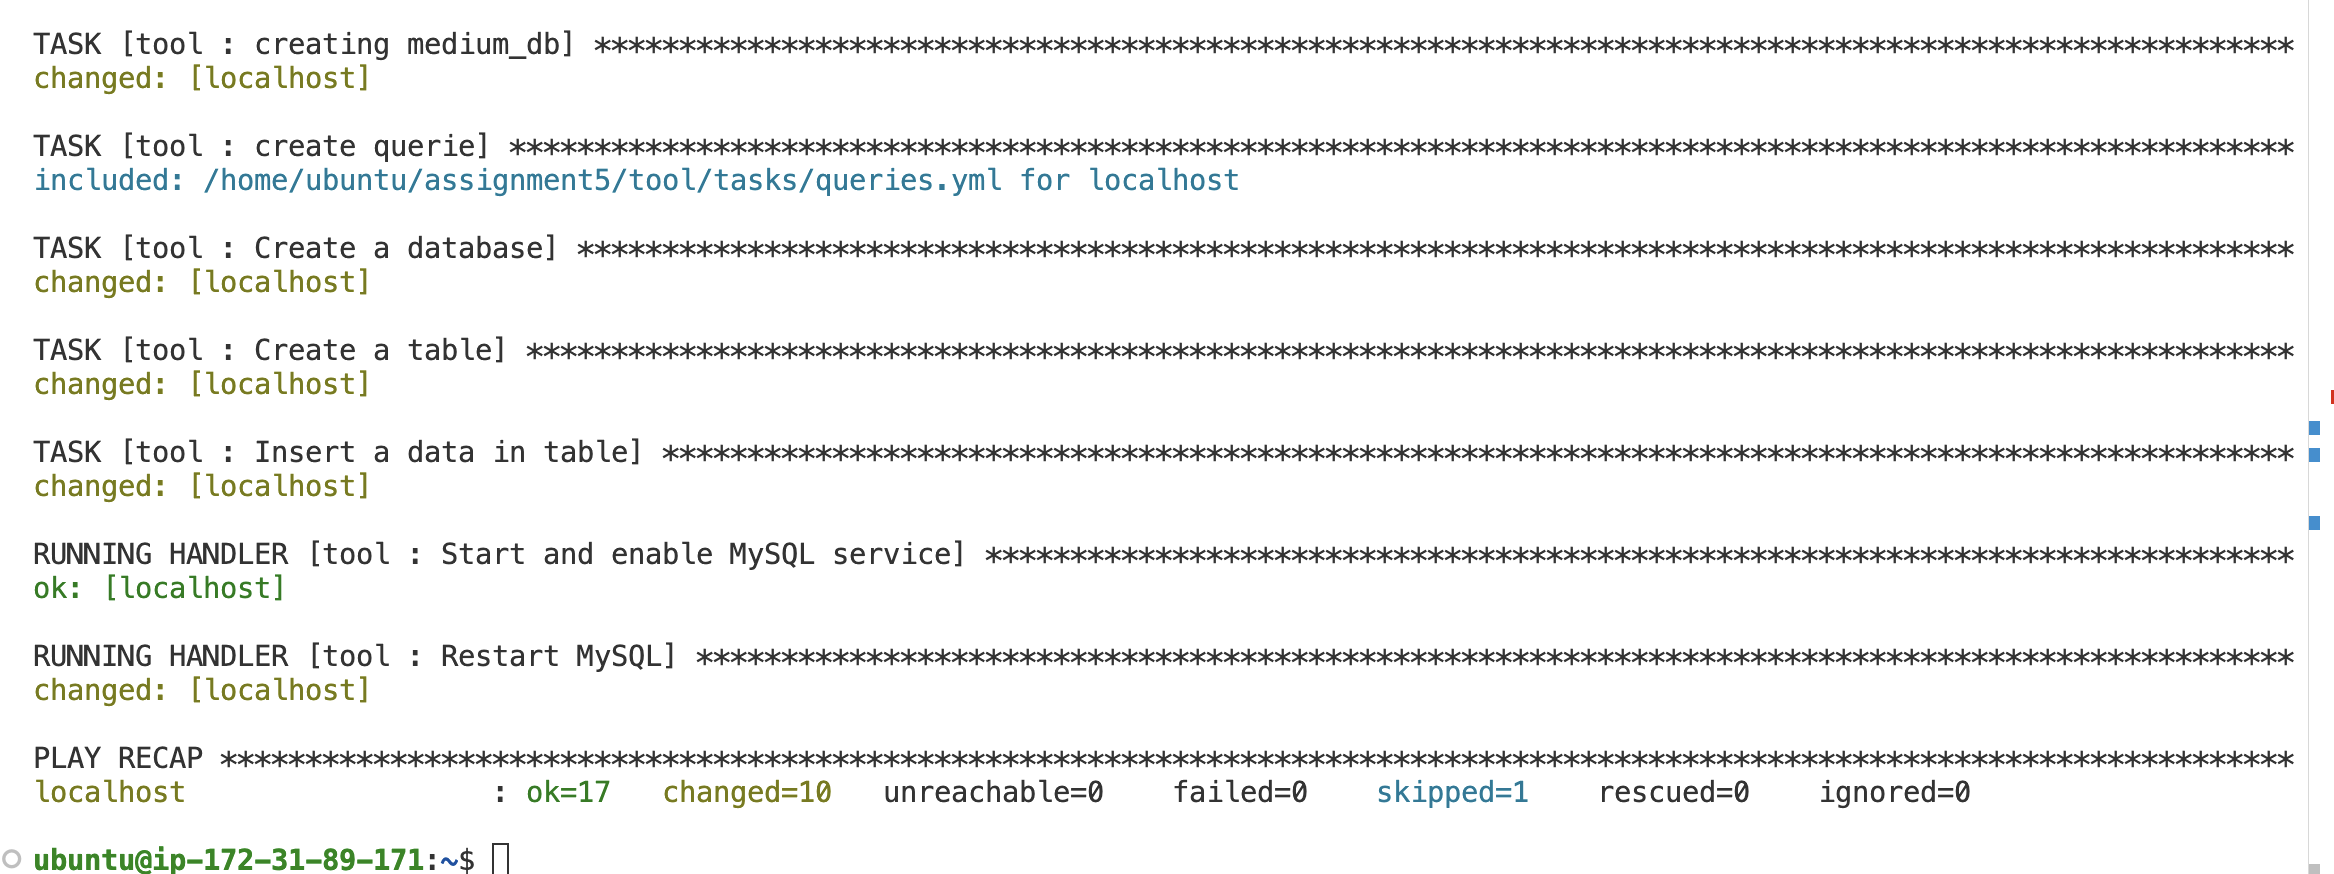 TASK [tool : creating medium_db] ****************************************************************************************************
changed: [localhost]
TASK [tool : create querie] *********************************************************************************************************
included: /home/ubuntu/assignment5/tool/tasks/queries.yml for localhost
TASK [tool : Create a database] *****************************************************************************************************
changed: [localhost]
TASK [tool : Create a table] ********************************************************************************************************
changed: [localhost]
TASK [tool : Insert a data in table] ************************************************************************************************
changed: [localhost]
RUNNING HANDLER [tool : Start and enable MySQL service] *****************************************************************************
ok: [localhost]
RUNNING HANDLER [tool : Restart MySQL] **********************************************************************************************
changed: [localhost]
PLAY RECAP **************************************************************************************************************************
localhost                  : ok=17   changed=10   unreachable=0    failed=0    skipped=1    rescued=0    ignored=0
ubuntu@ip-172-31-89-171:~$